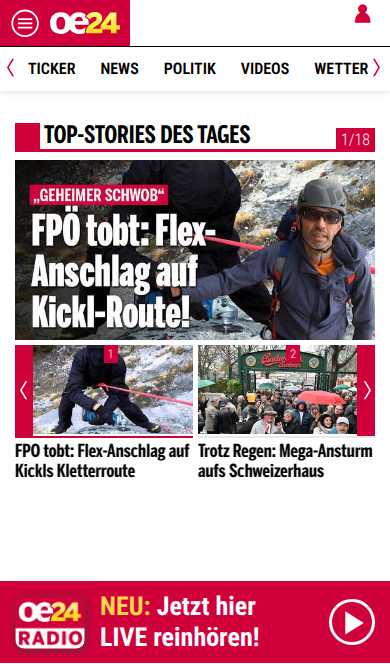 oe24
TICKER NEWS POLITIK VIDEOS WETTER
TOP-STORIES DES TAGES
1/18
„GEHEIMER SCHWOB“
FPÖ tobt: Flex-
Anschlag auf
Kickl-Route!
1
2
FPÖ tobt: Flex-Anschlag auf
Kickls Kletterroute
Trotz Regen: Mega-Ansturm
aufs Schweizerhaus
oe24
RADIO
NEU: Jetzt hier
LIVE reinhören!